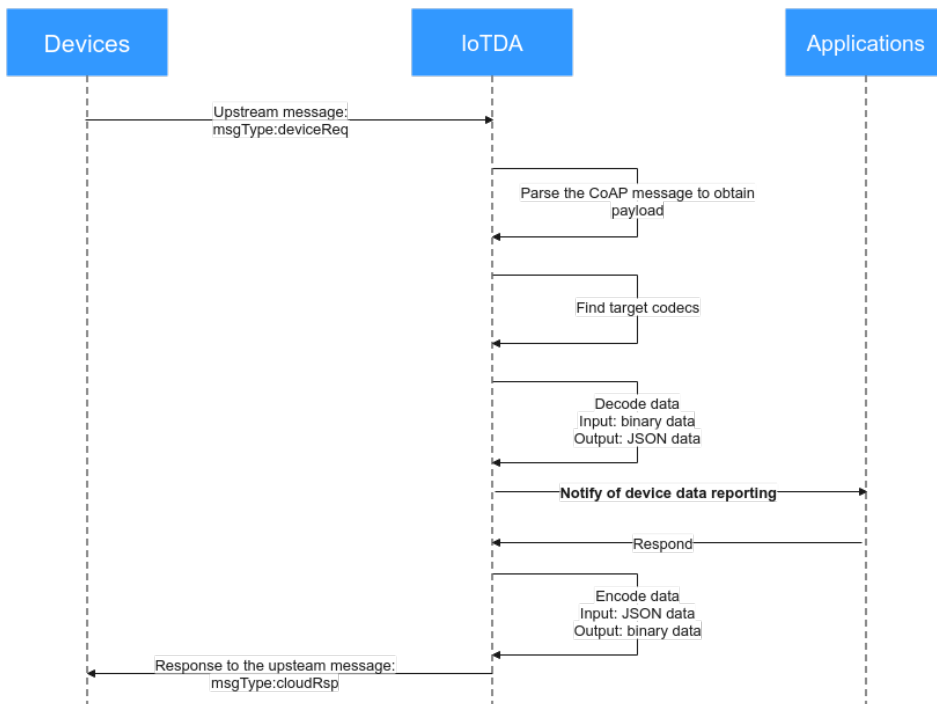 Devices
IoTDA
Applications
Upstream message:
msgType:deviceReq
Parse the CoAP message to obtain
payload
Find target codecs
Decode data
Input: binary data
Output: JSON data
Notify of device data reporting
Respond
Encode data
Input: JSON data
Output: binary data
Response to the upsteam message:
msgType:cloudRsp